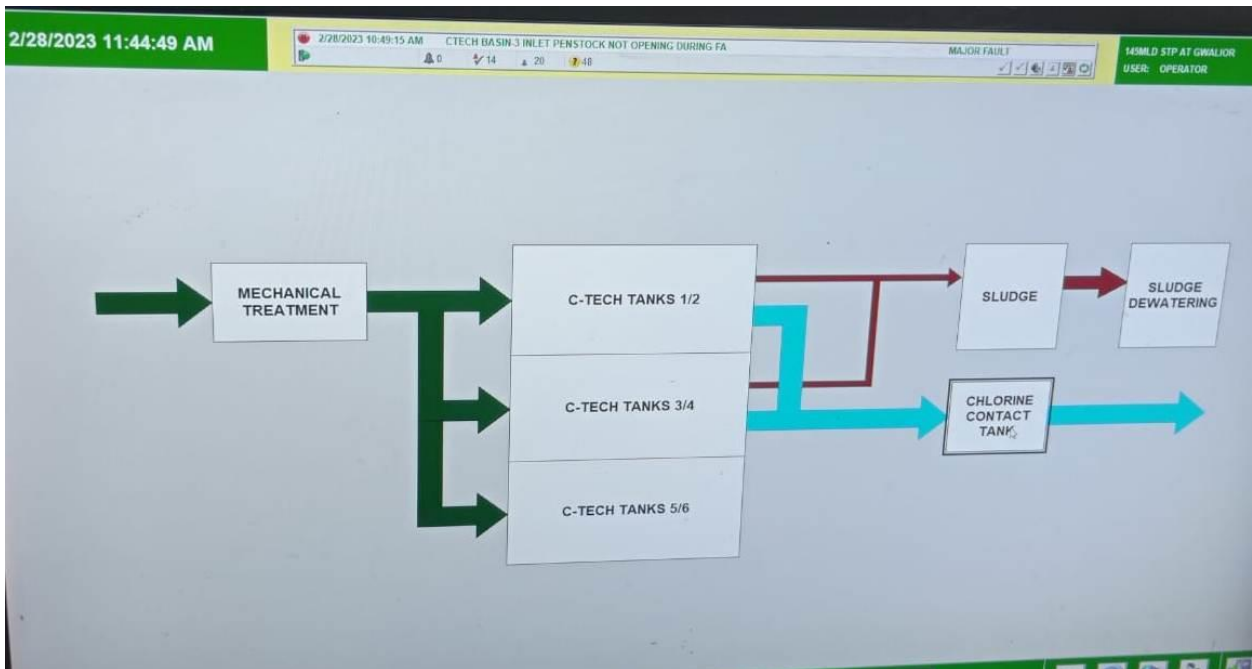 2/28/2023 11:44:49 AM
2/28/2023 10:49:15 AM CTECH BASIN-3 INLET PENSTOCK NOT OPENING DURING FA MAJOR FAULT
0 14 20 48
145MLD STP AT GWALIOR
USER: OPERATOR
MECHANICAL
TREATMENT
C-TECH TANKS 1/2
SLUDGE
SLUDGE
DEWATERING
C-TECH TANKS 3/4
CHLORINE
CONTACT
TANK
C-TECH TANKS 5/6